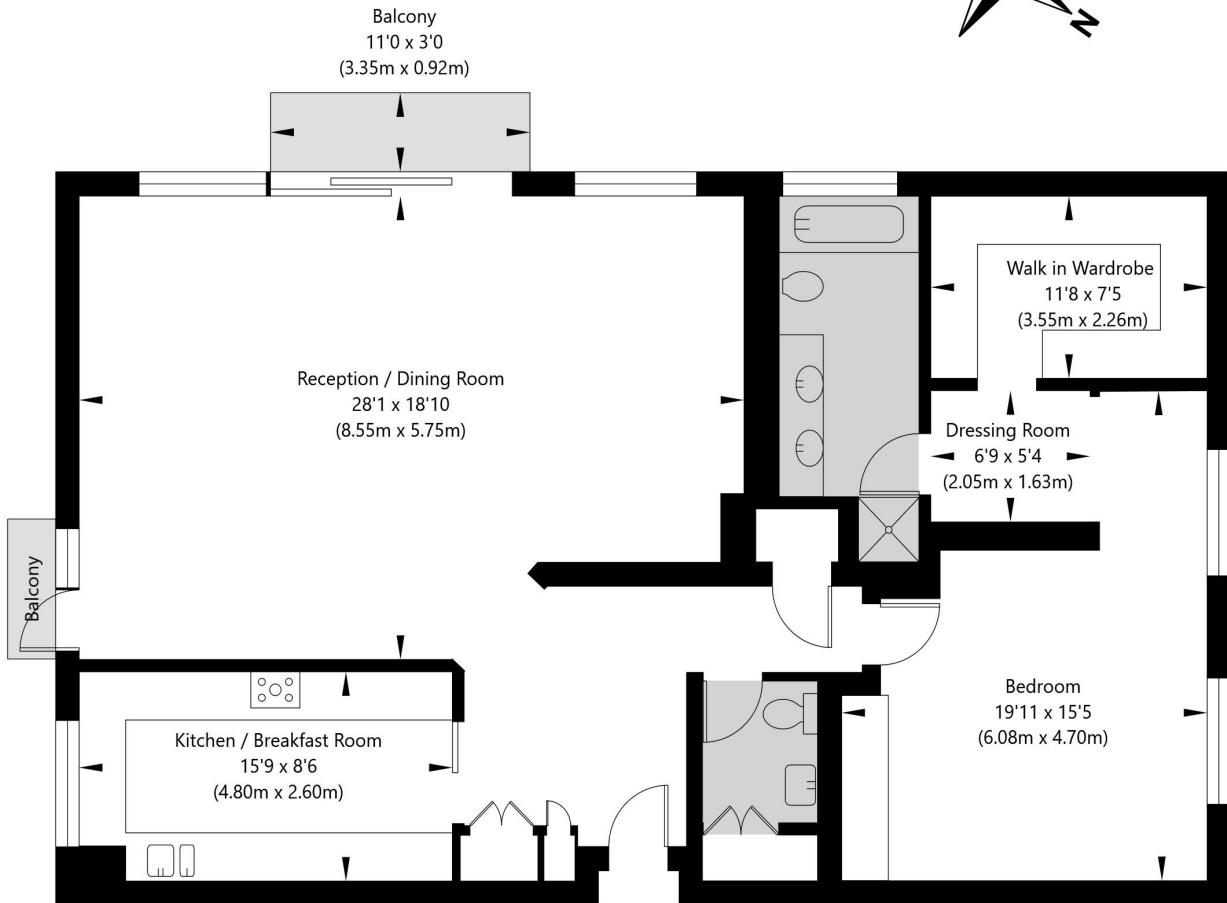 Balcony
11'0 x 3'0
(3.35m x 0.92m)
N
Walk in Wardrobe
11'8 x 7'5
(3.55m x 2.26m)
Reception / Dining Room
28'1 x 18'10
(8.55m x 5.75m)
Dressing Room
6'9 x 5'4
(2.05m x 1.63m)
Balcony
Kitchen / Breakfast Room
15'9 x 8'6
(4.80m x 2.60m)
Bedroom
19'11 x 15'5
(6.08m x 4.70m)